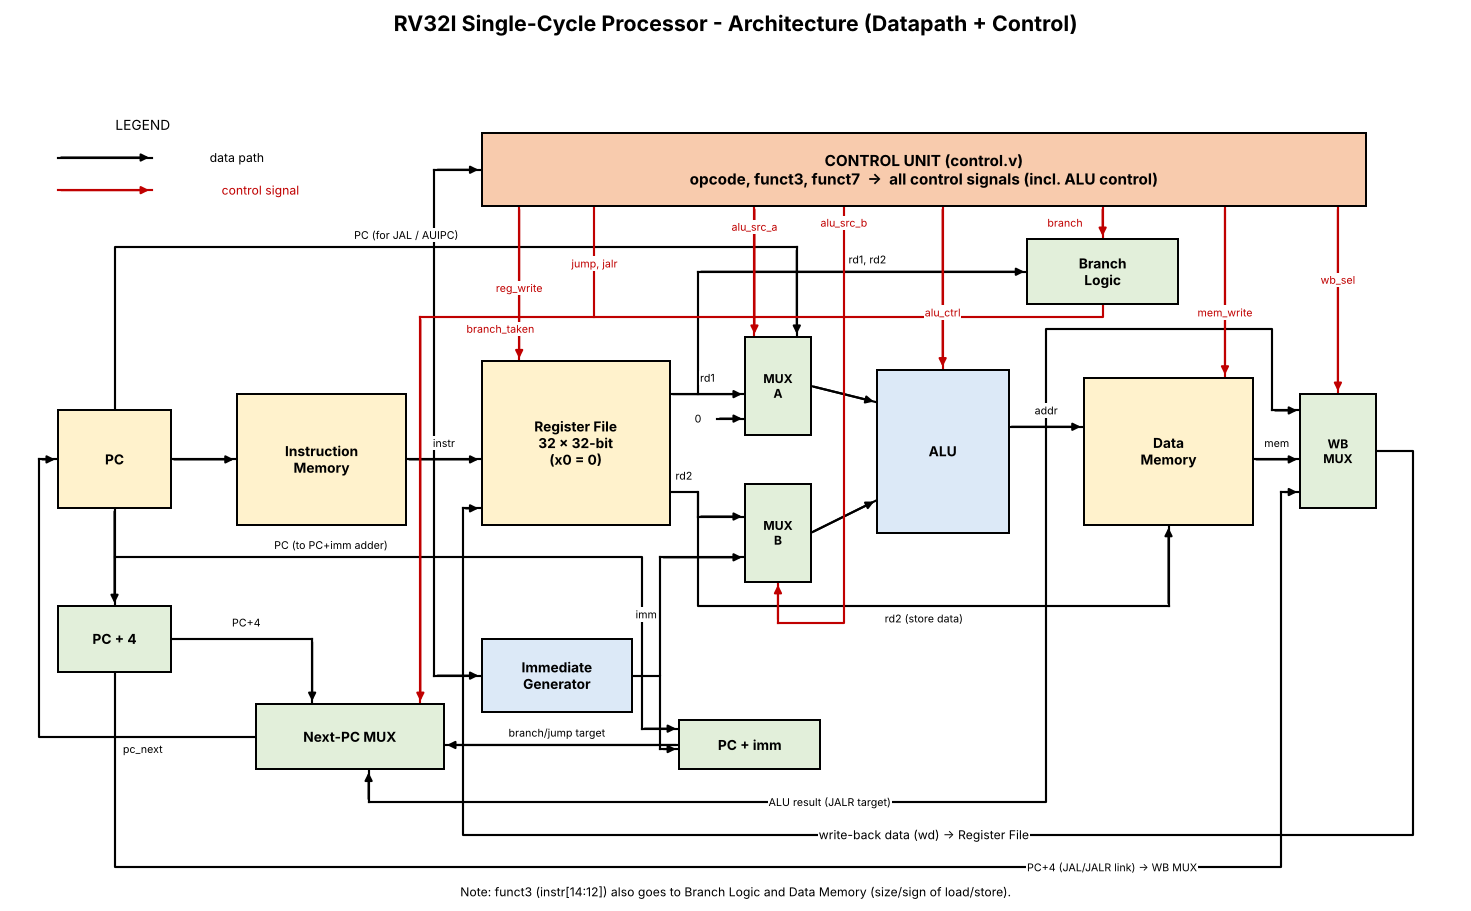 RV32I Single-Cycle Processor - Architecture (Datapath + Control)
LEGEND
data path
control signal
CONTROL UNIT (control.v)
opcode, funct3, funct7 → all control signals (incl. ALU control)
PC (for JAL / AUIPC)
alu_src_a
alu_src_b
branch
jump, jalr
rd1, rd2
Branch
Logic
reg_write
wb_sel
branch_taken
alu_ctrl
mem_write
rd1
MUX
A
0
addr
PC
Instruction
Memory
instr
Register File
32 × 32-bit
(x0 = 0)
ALU
Data
Memory
mem
WB
MUX
rd2
MUX
B
PC (to PC+imm adder)
imm
rd2 (store data)
PC + 4
PC+4
Immediate
Generator
Next-PC MUX
branch/jump target
PC + imm
pc_next
ALU result (JALR target)
write-back data (wd) → Register File
PC+4 (JAL/JALR link) → WB MUX
Note: funct3 (instr[14:12]) also goes to Branch Logic and Data Memory (size/sign of load/store).